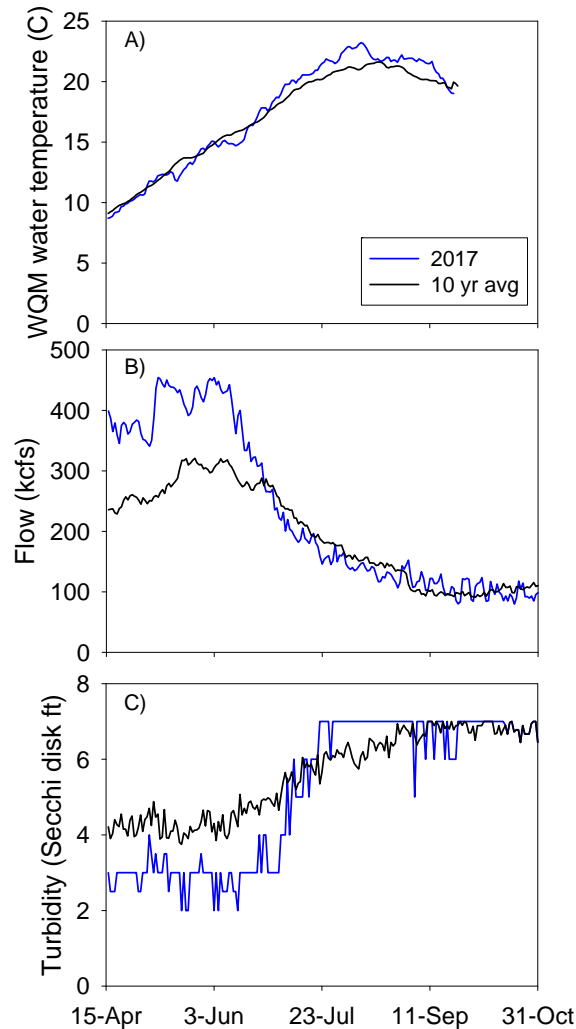 WQM water temperature (C)
25
20
15
10
5
0
A)
2017
10 yr avg
Flow (kcfs)
500
400
300
200
100
0
B)
Turbidity (Secchi disk ft)
8
6
4
2
0
C)
15-Apr 3-Jun 23-Jul 11-Sep 31-Oct